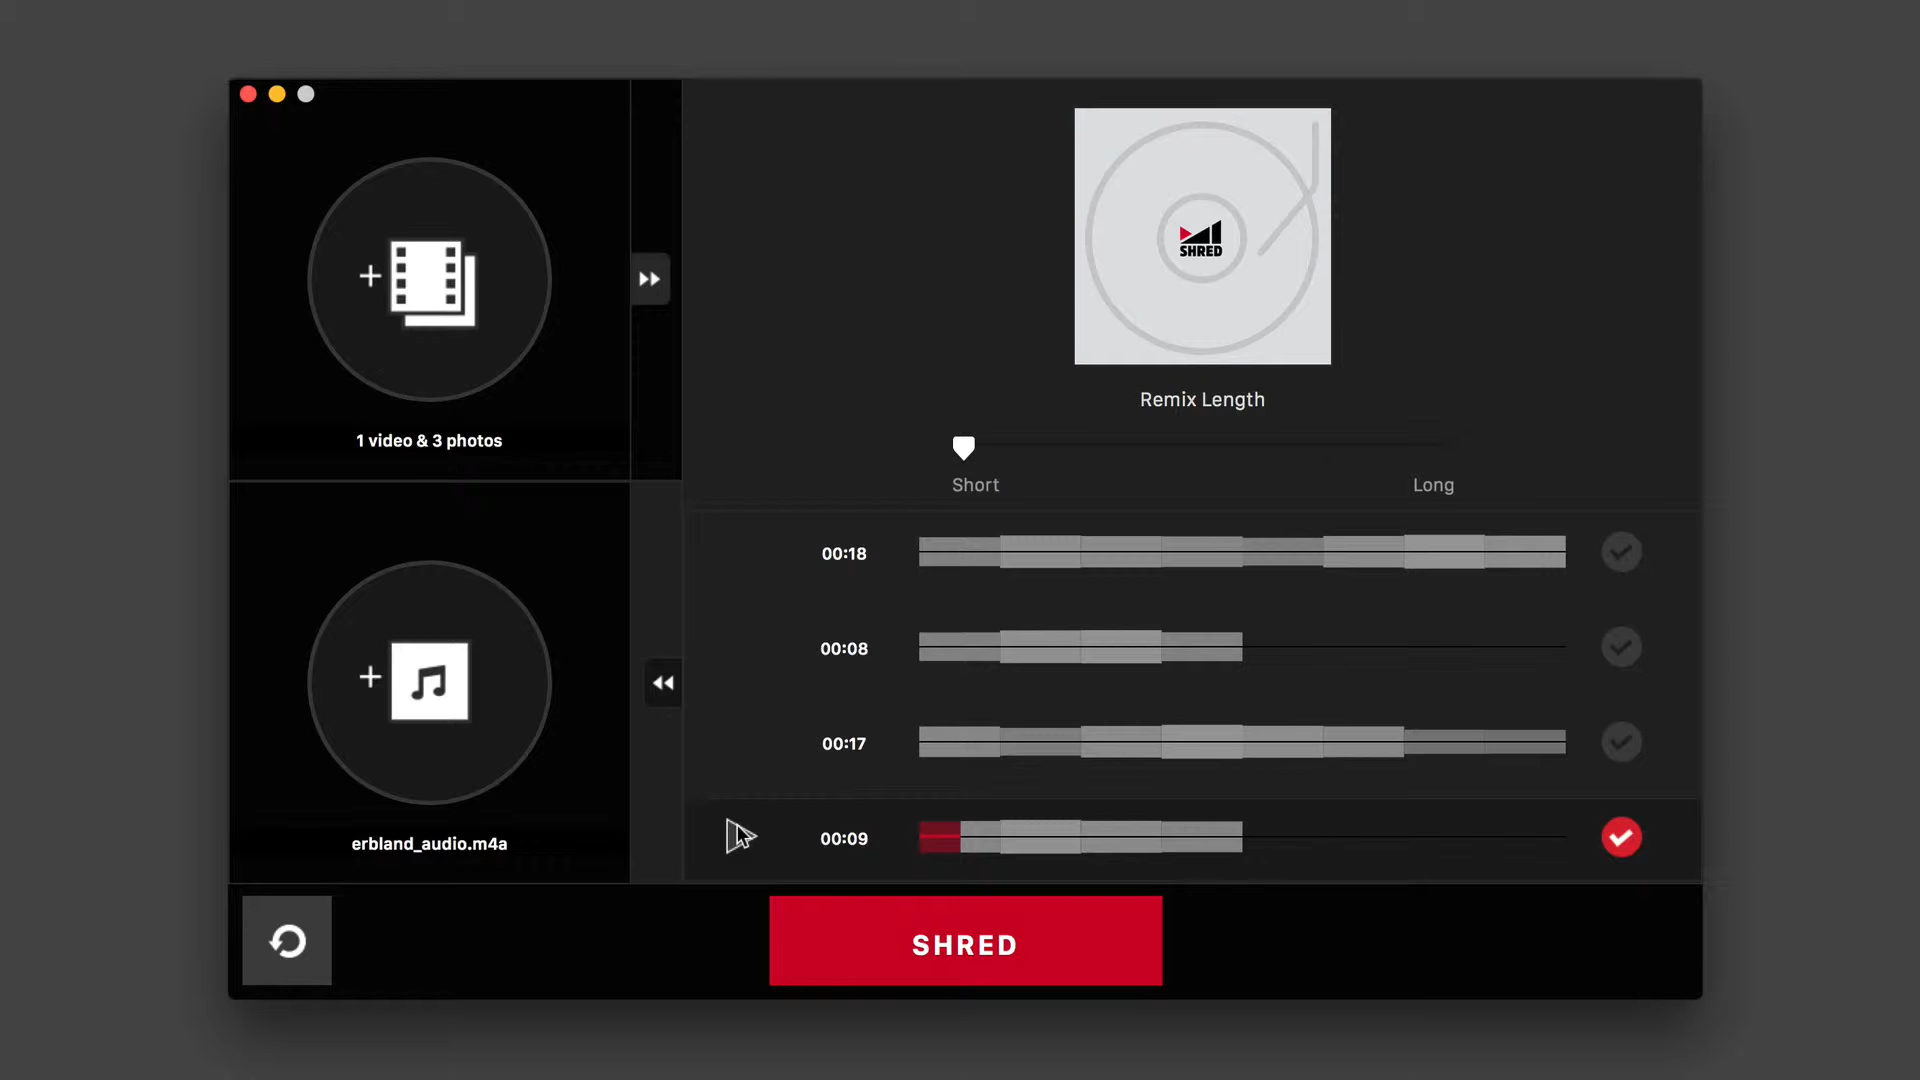 SHRED
Remix Length
Short
Long
1 video & 3 photos
00:18
00:08
00:17
00:09
erbland_audio.m4a
SHRED